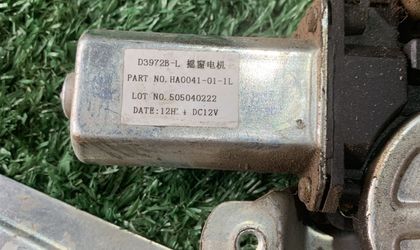 D3972B-L 摇窗电机
PART NO.HA0041-01-1L
LOT NO.505040222
DATE:12H DC12V